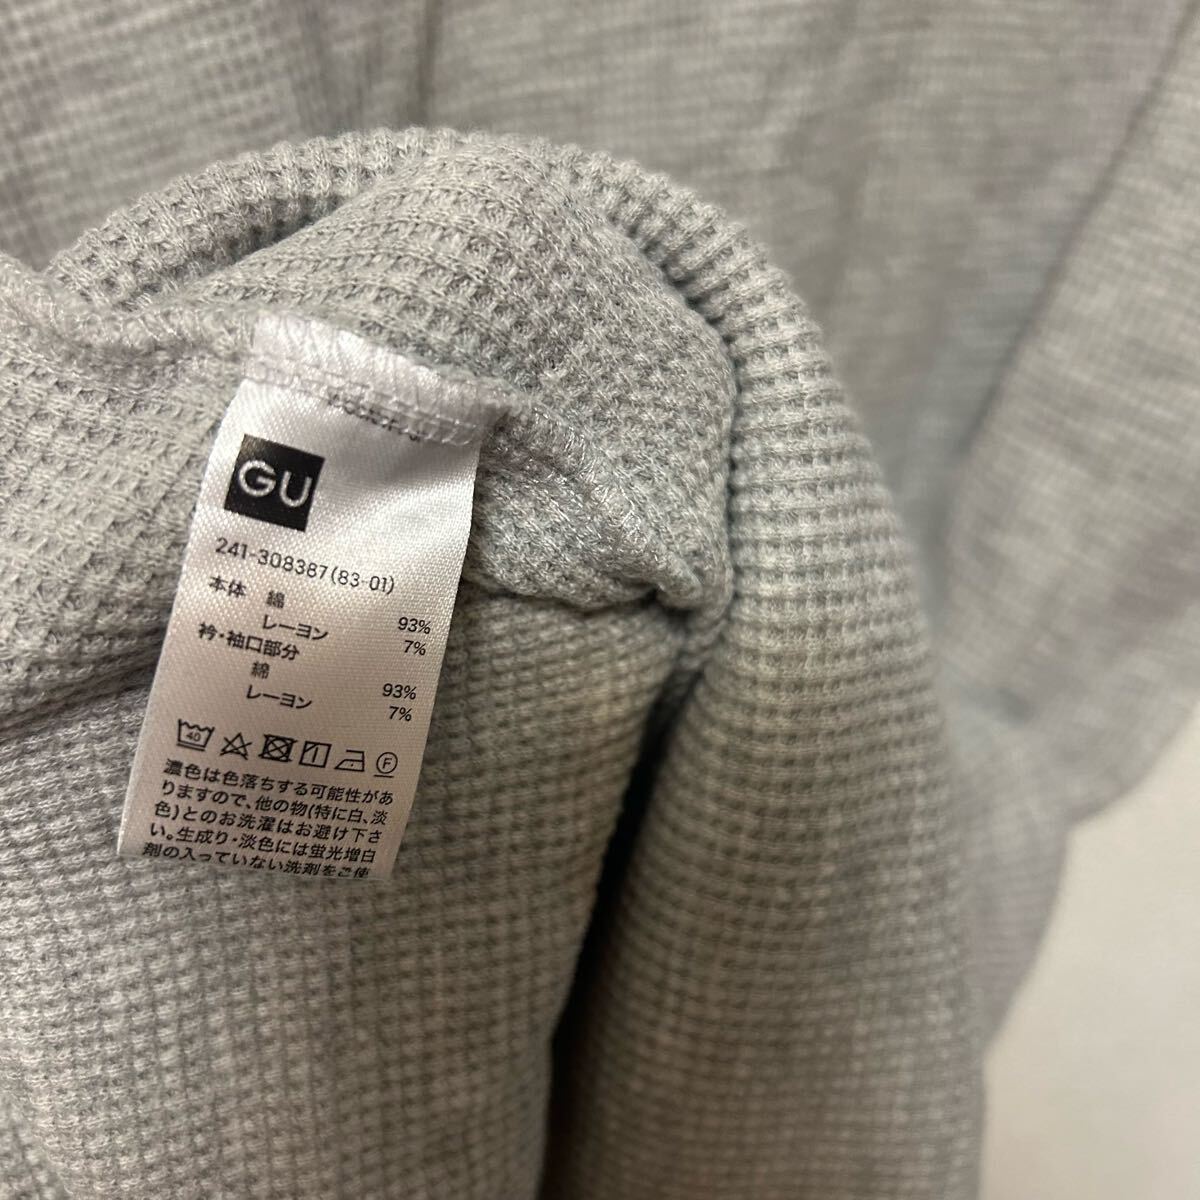 GU
241-308387(83-01)
本体 綿 93%
レーヨン 7%
衿・袖口部分
綿 93%
レーヨン 7%
40
F
濃色は色落ちする可能性があ
りますので、他の物(特に白、淡
色)とのお洗濯はお避け下さ
い。生成り・淡色には蛍光増白
剤の入っていない洗剤をご使